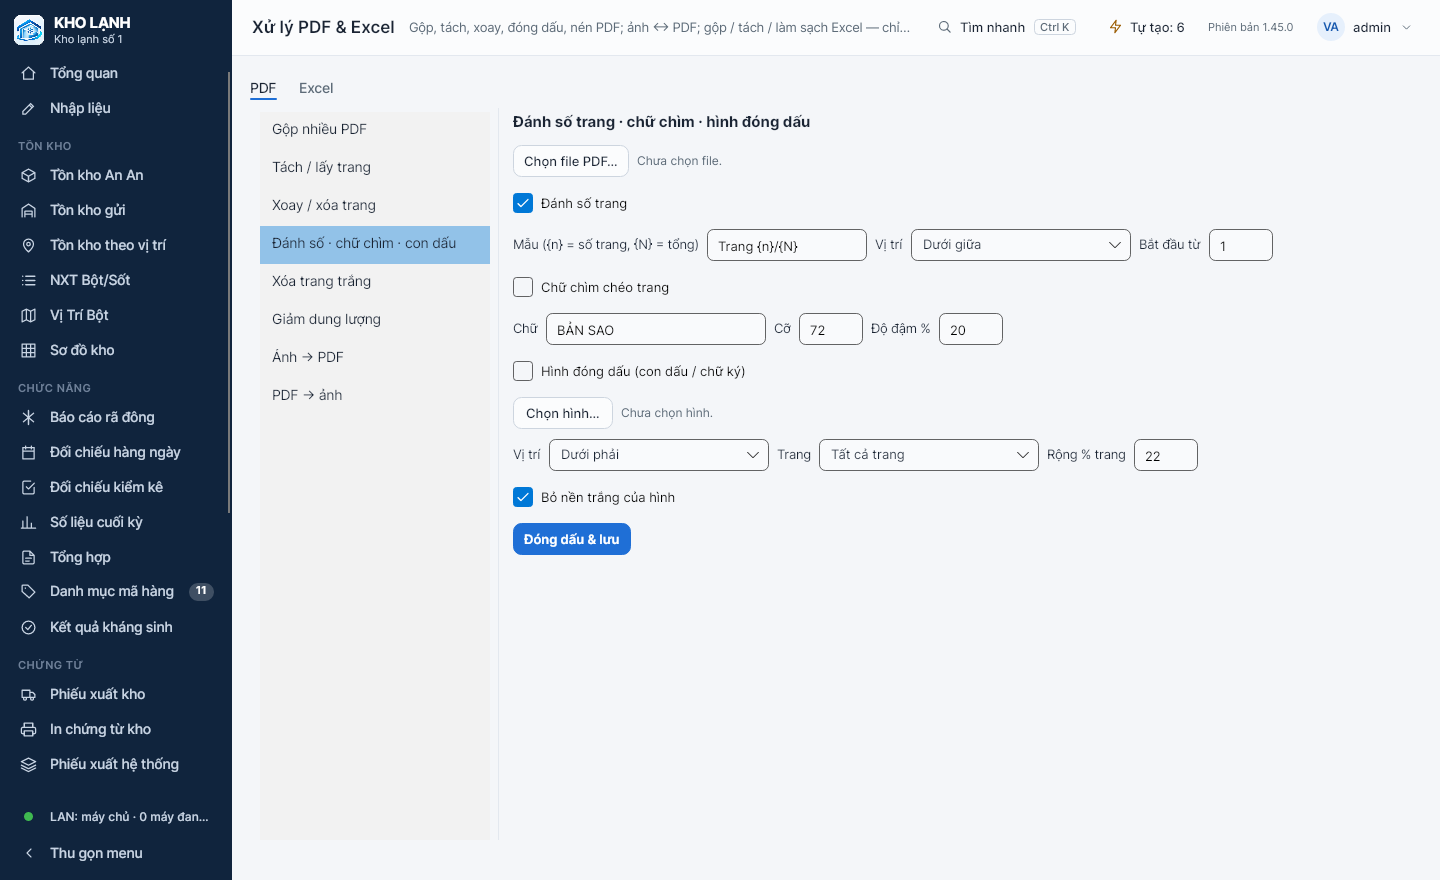 KHO LẠNH
Kho lạnh số 1
Tổng quan
Nhập liệu
TỒN KHO
Tồn kho An An
Tồn kho gửi
Tồn kho theo vị trí
NXT Bột/Sốt
Vị Trí Bột
Sơ đồ kho
CHỨC NĂNG
Báo cáo rã đông
Đối chiếu hàng ngày
Đối chiếu kiểm kê
Số liệu cuối kỳ
Tổng hợp
Danh mục mã hàng 11
Kết quả kháng sinh
CHỨNG TỪ
Phiếu xuất kho
In chứng từ kho
Phiếu xuất hệ thống
LAN: máy chủ · 0 máy đan...
Thu gọn menu
Xử lý PDF & Excel Gộp, tách, xoay, đóng dấu, nén PDF; ảnh ↔ PDF; gộp / tách / làm sạch Excel — chỉ... Tìm nhanh Ctrl K Tự tạo: 6 Phiên bản 1.45.0 VA admin
PDF Excel
Gộp nhiều PDF
Tách / lấy trang
Xoay / xóa trang
Đánh số · chữ chìm · con dấu
Xóa trang trắng
Giảm dung lượng
Ảnh → PDF
PDF → ảnh
Đánh số trang · chữ chìm · hình đóng dấu
Chọn file PDF... Chưa chọn file.
Đánh số trang
Mẫu ({n} = số trang, {N} = tổng) Trang {n}/{N} Vị trí Dưới giữa Bắt đầu từ 1
Chữ chìm chéo trang
Chữ BẢN SAO Cỡ 72 Độ đậm % 20
Hình đóng dấu (con dấu / chữ ký)
Chọn hình... Chưa chọn hình.
Vị trí Dưới phải Trang Tất cả trang Rộng % trang 22
Bỏ nền trắng của hình
Đóng dấu & lưu